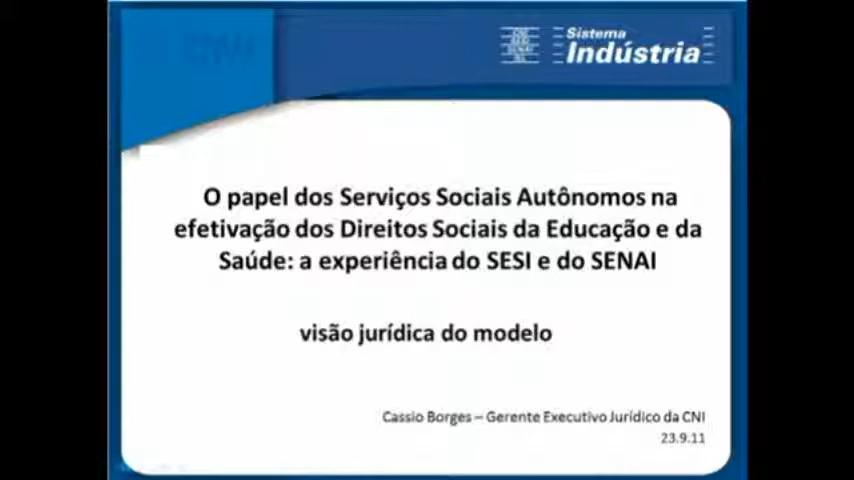 Sistema
Indústria
O papel dos Serviços Sociais Autônomos na
efetivação dos Direitos Sociais da Educação e da
Saúde: a experiência do SESI e do SENAI
visão jurídica do modelo
Cassio Borges – Gerente Executivo Jurídico da CNI
23.9.11